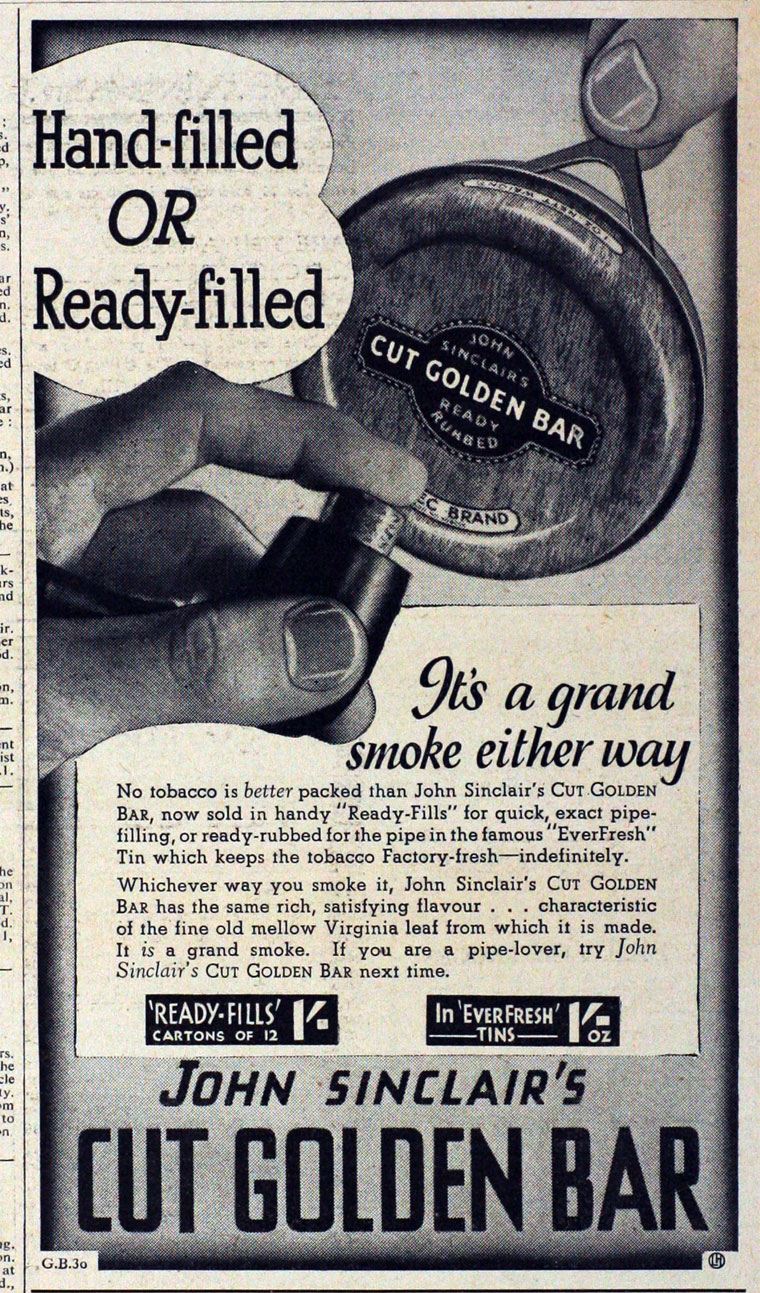 Hand-filled
OR
Ready-filled
JOHN
SINCLAIR'S
CUT GOLDEN BAR
READY
RUBBED
BRAND
It's a grand
smoke either way
No tobacco is better packed than John Sinclair's CUT GOLDEN
BAR, now sold in handy "Ready-Fills" for quick, exact pipe-
filling, or ready-rubbed for the pipe in the famous "EverFresh"
Tin which keeps the tobacco Factory-fresh—indefinitely.
Whichever way you smoke it, John Sinclair's CUT GOLDEN
BAR has the same rich, satisfying flavour . . . characteristic
of the fine old mellow Virginia leaf from which it is made.
It is a grand smoke. If you are a pipe-lover, try John
Sinclair's CUT GOLDEN BAR next time.
'READY-FILLS' 1/-
CARTONS OF 12
In 'EVERFRESH' 1/-
TINS OZ
JOHN SINCLAIR'S
CUT GOLDEN BAR
G.B.30